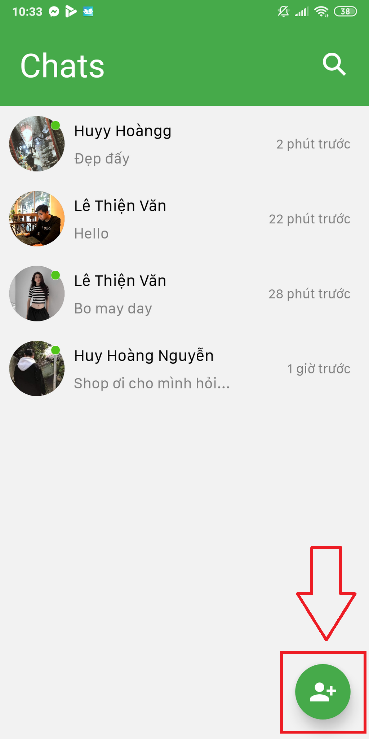 10:33
38
Chats
Huyy Hoàngg
2 phút trước
Đẹp đấy
Lê Thiện Văn
22 phút trước
Hello
Lê Thiện Văn
28 phút trước
Bo may day
Huy Hoàng Nguyễn
1 giờ trước
Shop ơi cho mình hỏi...